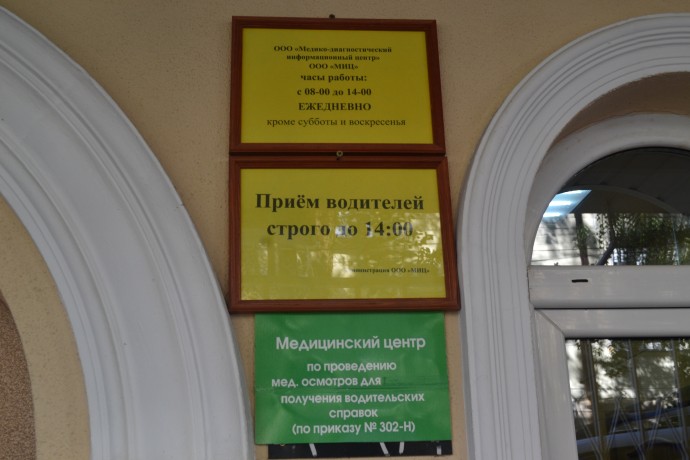 ООО «Медико-диагностический
информационный центр»
ООО «МИЦ»
часы работы:
с 08-00 до 14-00
ЕЖЕДНЕВНО
кроме субботы и воскресенья
Приём водителей
строго до 14:00
ООО «МИЦ»
Медицинский центр
по проведению
мед. осмотров для
получения водительских
справок
(по приказу № 302-Н)